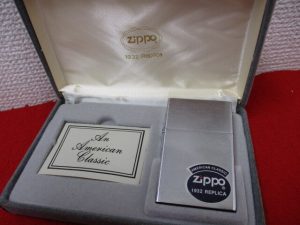 Zippo
1932 REPLICA
An
American
Classic
AMERICAN CLASSIC
Zippo
1932 REPLICA